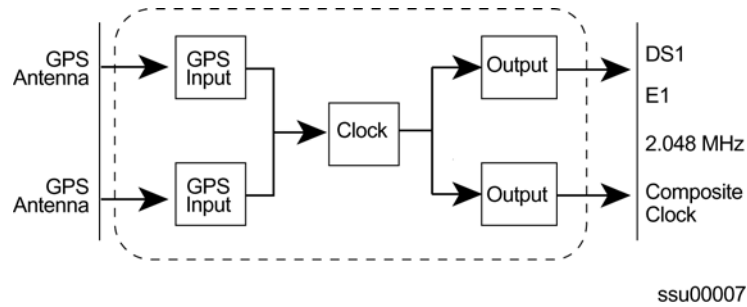 GPS
Antenna
GPS
Input
Clock
Output
DS1
E1
2.048 MHz
GPS
Antenna
GPS
Input
Output
Composite
Clock
ssu00007